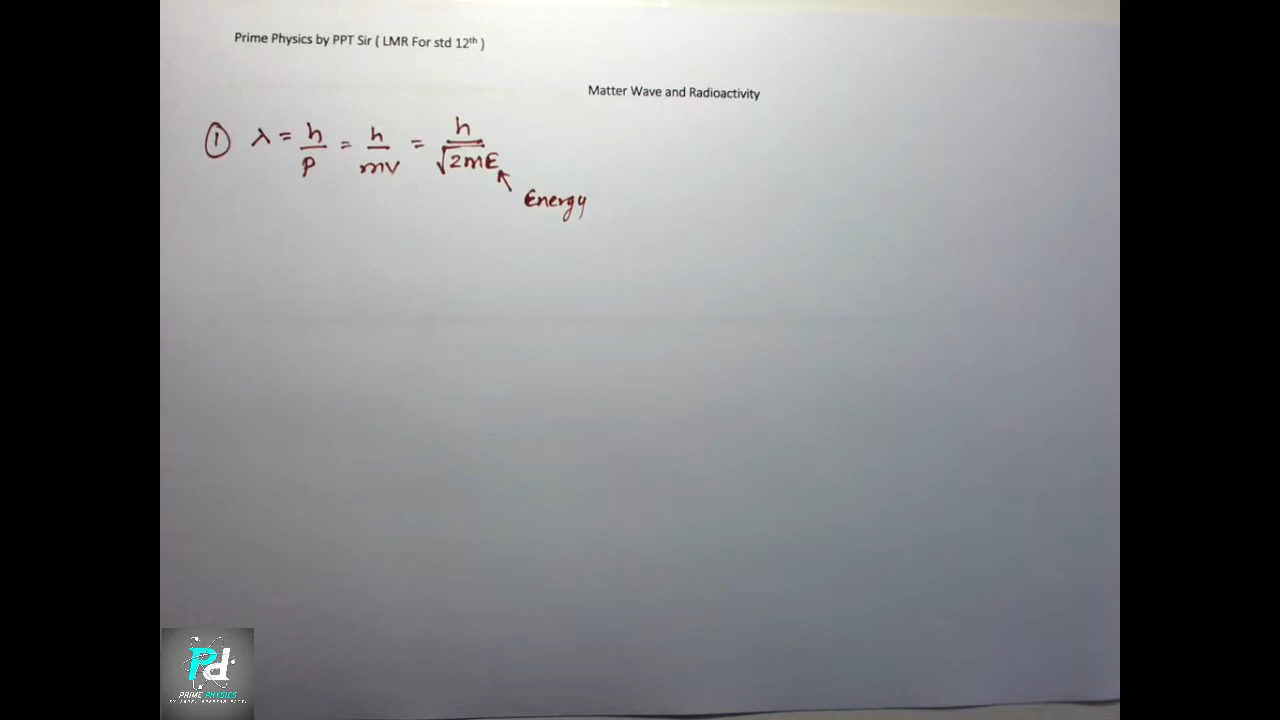 Prime Physics by PPT Sir ( LMR For std 12th )
Matter Wave and Radioactivity
① λ = h/p = h/mv = h/√2mE
Energy
Pd
PRIME PHYSICS